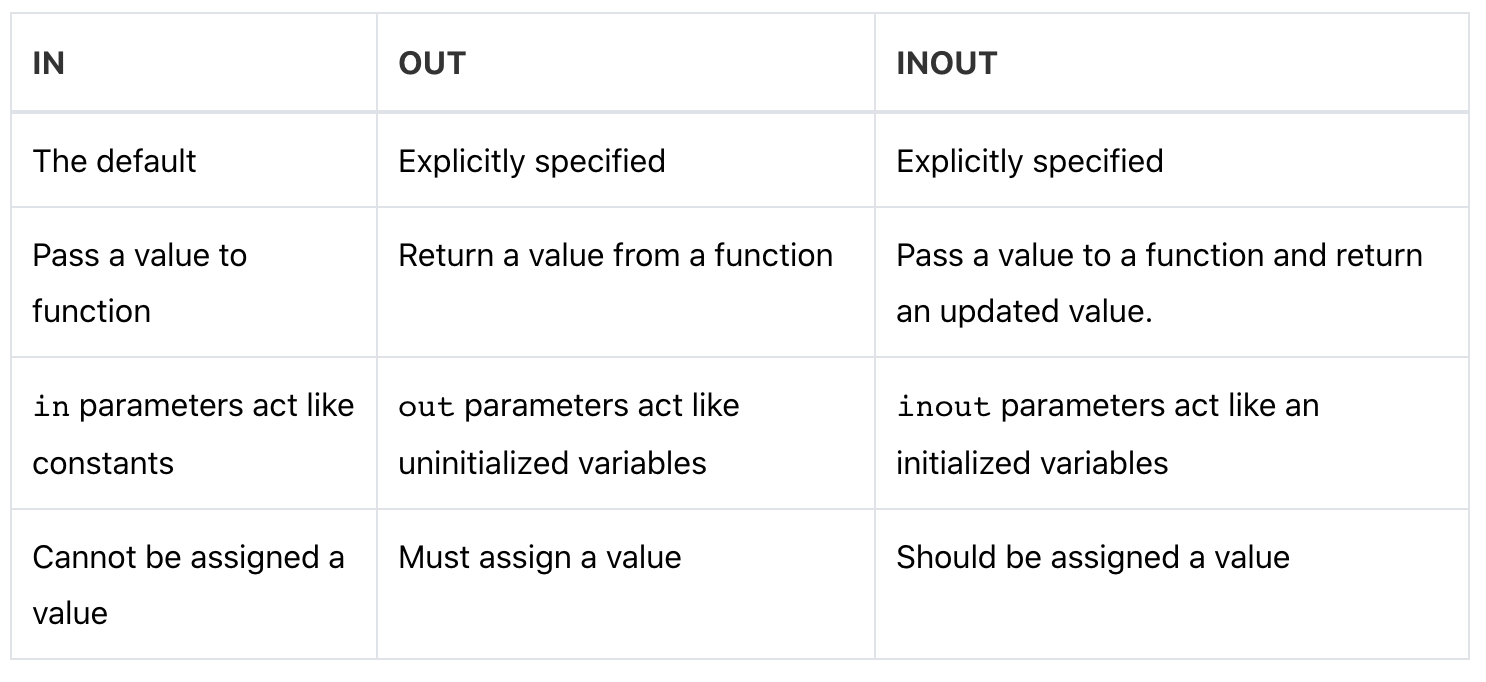 IN
OUT
INOUT
The default
Explicitly specified
Explicitly specified
Pass a value to
function
Return a value from a function
Pass a value to a function and return
an updated value.
in parameters act like
constants
out parameters act like
uninitialized variables
inout parameters act like an
initialized variables
Cannot be assigned a
value
Must assign a value
Should be assigned a value